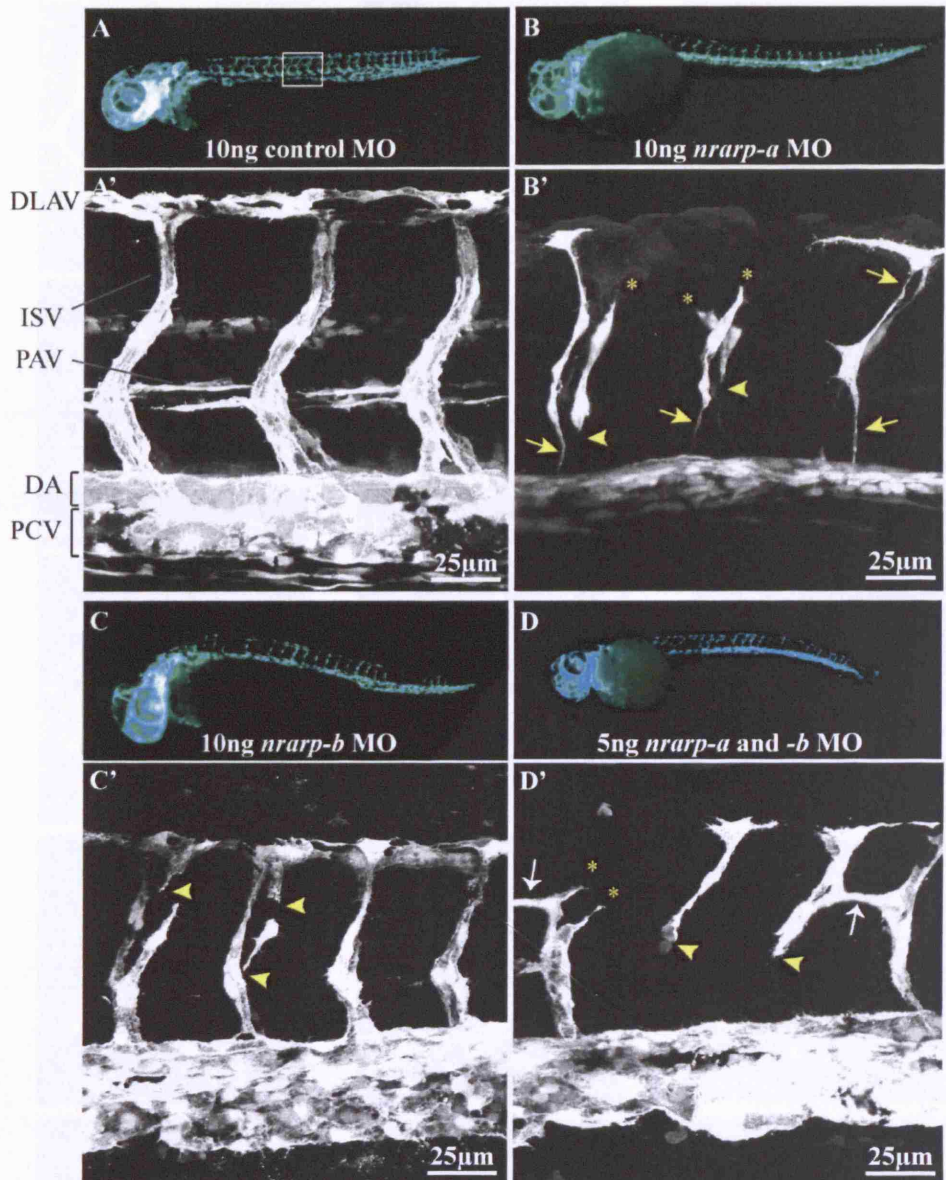 A
10ng control MO
B
10ng nrarp-a MO
A'
DLAV
ISV
PAV
DA
PCV
25μm
B'
*
*
*
25μm
C
10ng nrarp-b MO
D
5ng nrarp-a and -b MO
C'
25μm
D'
*
*
25μm